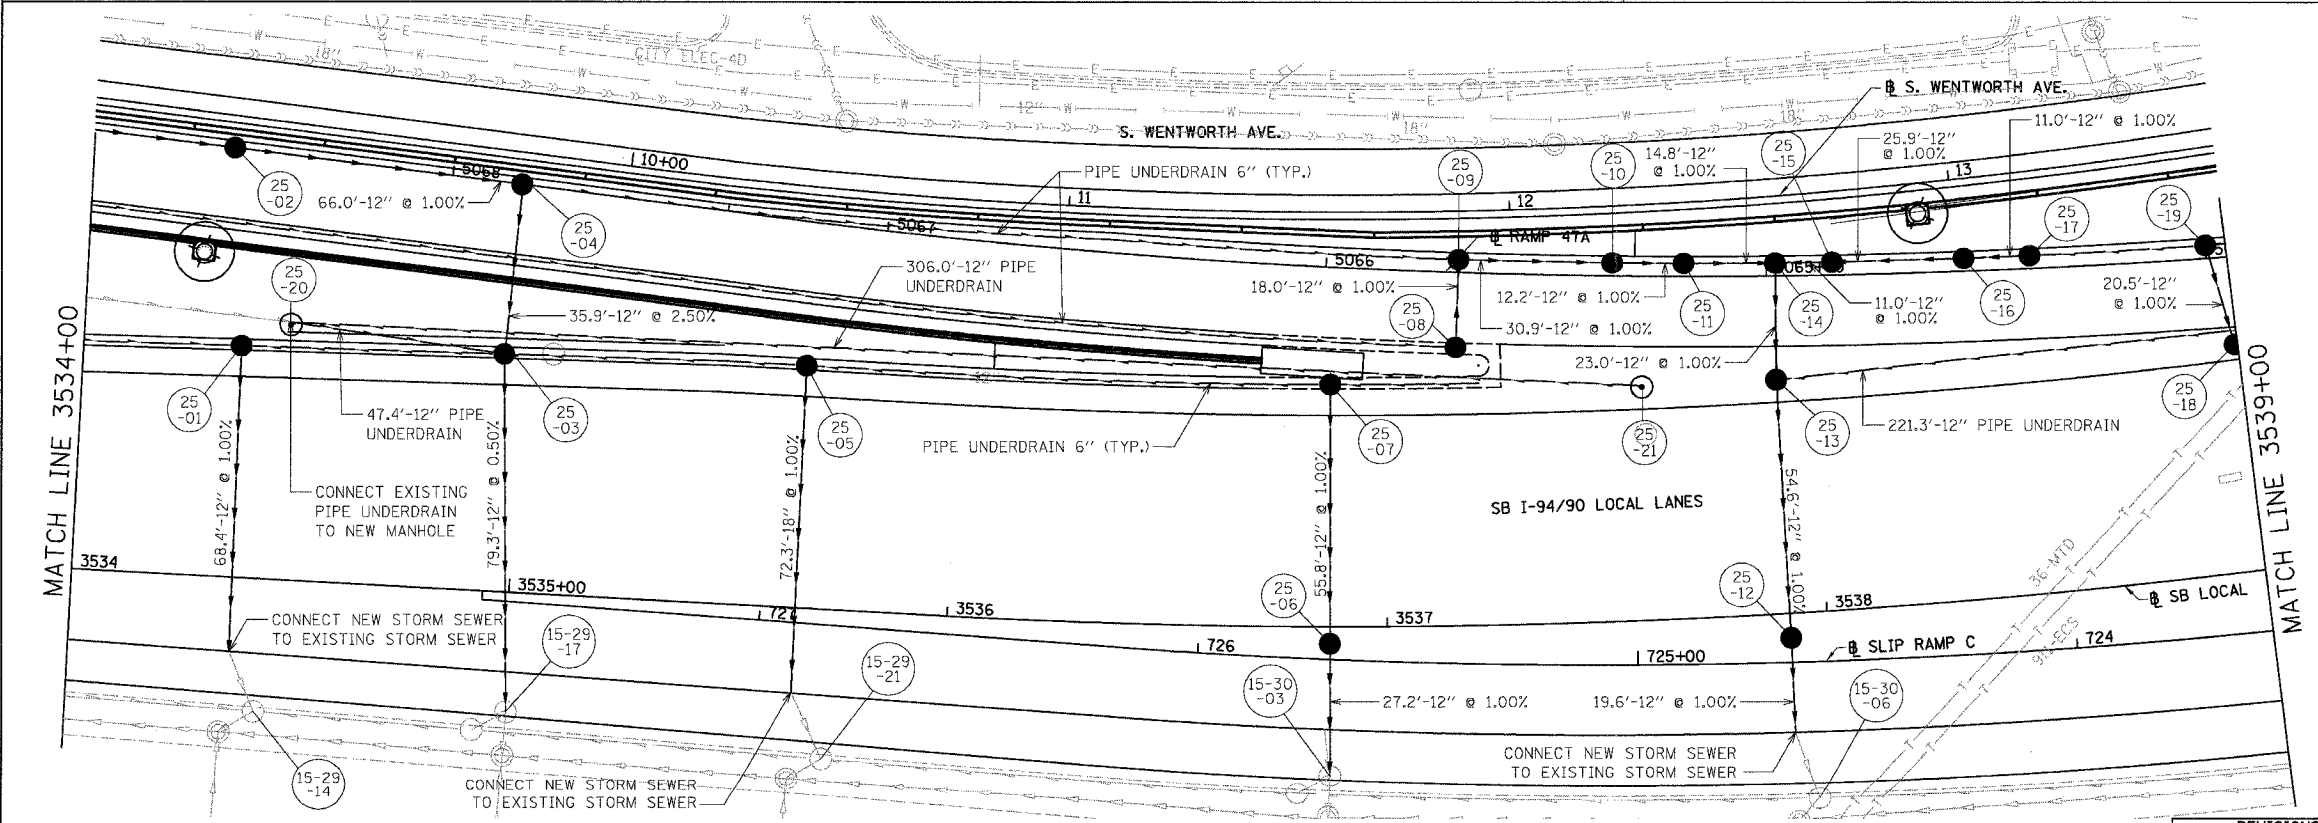 18"
CITY ELEC-4D
12"
18"
18"
S. WENTWORTH AVE.
℄ S. WENTWORTH AVE.
11.0'-12" @ 1.00%
25.9'-12"
@ 1.00%
25
-15
14.8'-12"
@ 1.00%
25
-10
25
-09
PIPE UNDERDRAIN 6" (TYP.)
10+00
11
12
13
25
-02
5068
66.0'-12" @ 1.00%
25
-04
5067
℄ RAMP 47A
5066
25
-17
25
-19
25
-20
306.0'-12" PIPE
UNDERDRAIN
18.0'-12" @ 1.00%
12.2'-12" @ 1.00%
25
-08
30.9'-12" @ 1.00%
25
-11
25
-14
11.0'-12"
@ 1.00%
25
-16
20.5'-12"
@ 1.00%
35.9'-12" @ 2.50%
23.0'-12" @ 1.00%
MATCH LINE 3534+00
25
-01
47.4'-12" PIPE
UNDERDRAIN
25
-03
25
-05
PIPE UNDERDRAIN 6" (TYP.)
25
-07
25
-21
25
-13
221.3'-12" PIPE UNDERDRAIN
25
-18
MATCH LINE 3539+00
68.4'-12" @ 1.00%
CONNECT EXISTING
PIPE UNDERDRAIN
TO NEW MANHOLE
79.3'-12" @ 0.50%
72.3'-18" @ 1.00%
55.8'-12" @ 1.00%
SB I-94/90 LOCAL LANES
54.6'-12" @ 1.00%
36-MTD
3534
3535+00
3536
3537
3538
℄ SB LOCAL
25
-06
25
-12
CONNECT NEW STORM SEWER
TO EXISTING STORM SEWER
15-29
-17
727
726
725+00
℄ SLIP RAMP C
724
15-29
-21
15-30
-03
27.2'-12" @ 1.00%
19.6'-12" @ 1.00%
15-30
-06
15-29
-14
CONNECT NEW STORM SEWER
TO EXISTING STORM SEWER
CONNECT NEW STORM SEWER
TO EXISTING STORM SEWER
REVISIONS